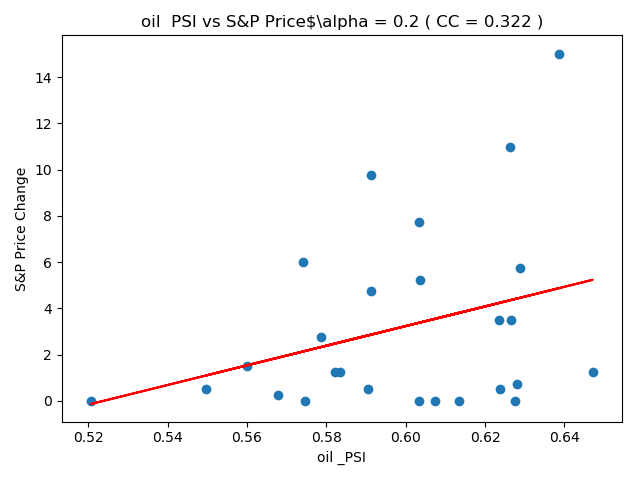 oil  PSI vs S&P Price$\alpha = 0.2 ( CC = 0.322 )
14
12
10
8
6
4
2
0
S&P Price Change
0.52 0.54 0.56 0.58 0.60 0.62 0.64
oil _PSI